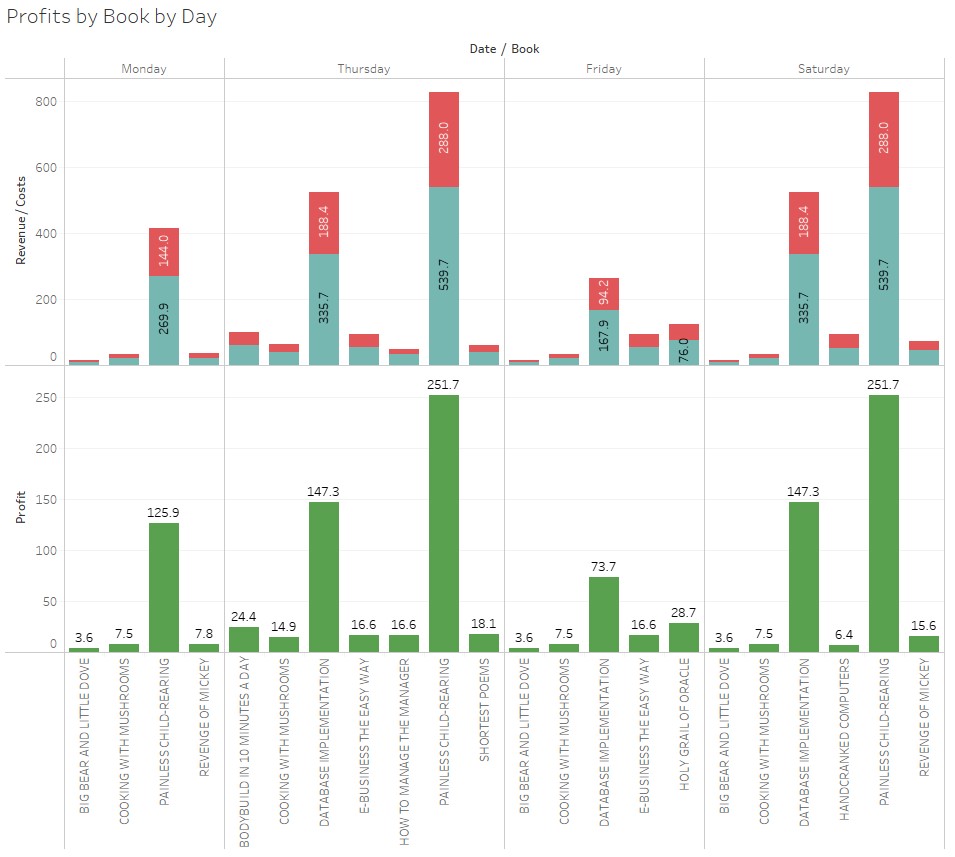 Profits by Book by Day
Date / Book
Monday Thursday Friday Saturday
Revenue / Costs
800
600
400
200
0
144.0
269.9
188.4
335.7
288.0
539.7
94.2
167.9
76.0
188.4
335.7
288.0
539.7
Profit
250
200
150
100
50
0
3.6 7.5 125.9 7.8
24.4 14.9 147.3 16.6 16.6 251.7 18.1
3.6 7.5 73.7 16.6 28.7
3.6 7.5 147.3 6.4 251.7 15.6
BIG BEAR AND LITTLE DOVE
COOKING WITH MUSHROOMS
PAINLESS CHILD-REARING
REVENGE OF MICKEY
BODYBUILD IN 10 MINUTES A DAY
COOKING WITH MUSHROOMS
DATABASE IMPLEMENTATION
E-BUSINESS THE EASY WAY
HOW TO MANAGE THE MANAGER
PAINLESS CHILD-REARING
SHORTEST POEMS
BIG BEAR AND LITTLE DOVE
COOKING WITH MUSHROOMS
DATABASE IMPLEMENTATION
E-BUSINESS THE EASY WAY
HOLY GRAIL OF ORACLE
BIG BEAR AND LITTLE DOVE
COOKING WITH MUSHROOMS
DATABASE IMPLEMENTATION
HANDCRANKED COMPUTERS
PAINLESS CHILD-REARING
REVENGE OF MICKEY